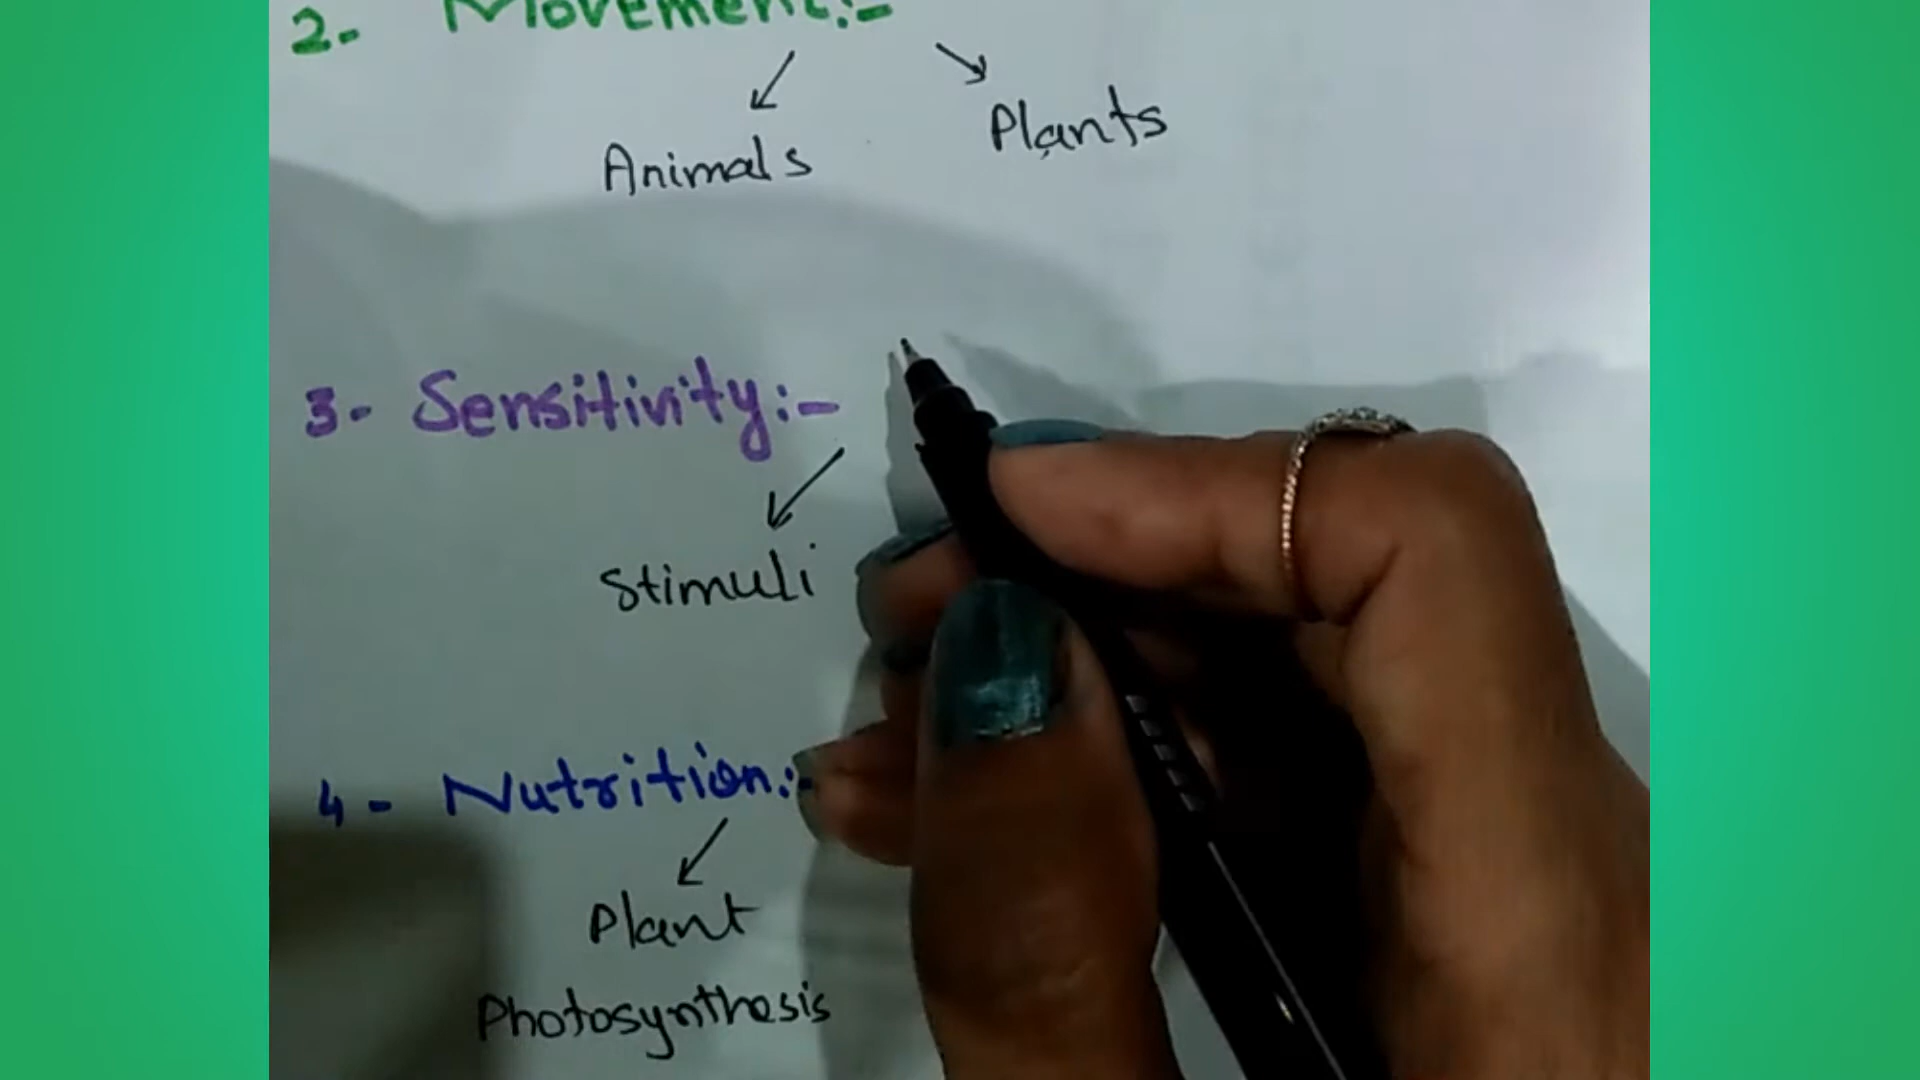 2- Movement:-
Animals
Plants
3- Sensitivity:-
Stimuli
4- Nutrition:-
Plant
Photosynthesis